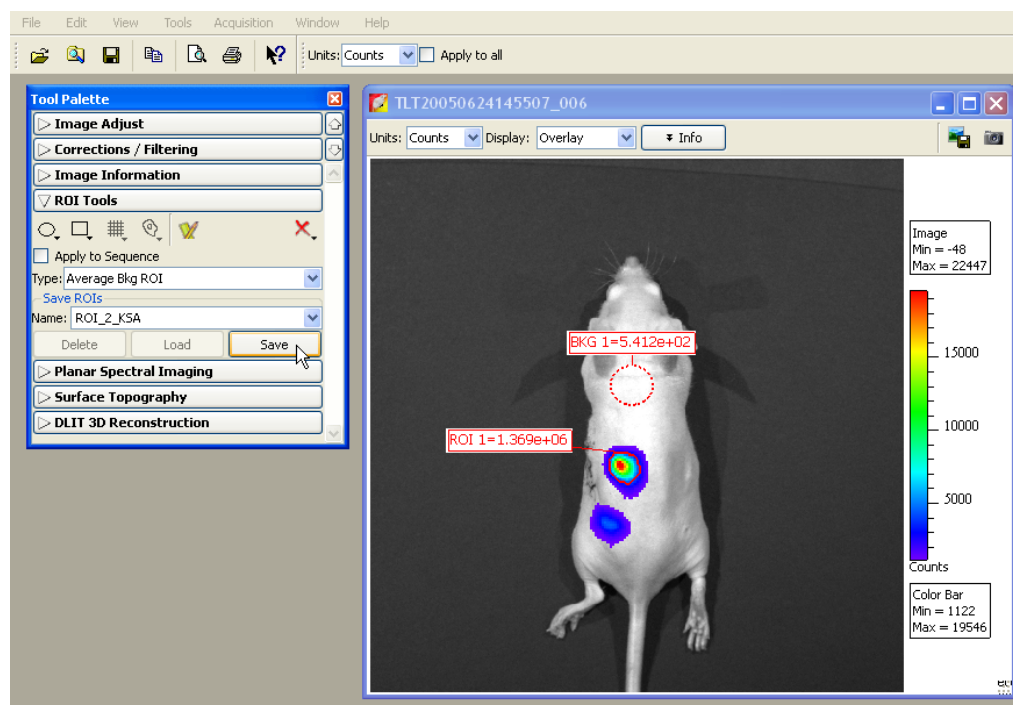 File Edit View Tools Acquisition Window Help
Units: Counts Apply to all
Tool Palette
Image Adjust
Corrections / Filtering
Image Information
ROI Tools
Apply to Sequence
Type: Average Bkg ROI
Save ROIs
Name: ROI_2_KSA
Delete Load Save
Planar Spectral Imaging
Surface Topography
DLIT 3D Reconstruction
TLT20050624145507_006
Units: Counts Display: Overlay Info
BKG 1=5.412e+02
ROI 1=1.369e+06
Image
Min = -48
Max = 22447
15000
10000
5000
Counts
Color Bar
Min = 1122
Max = 19546